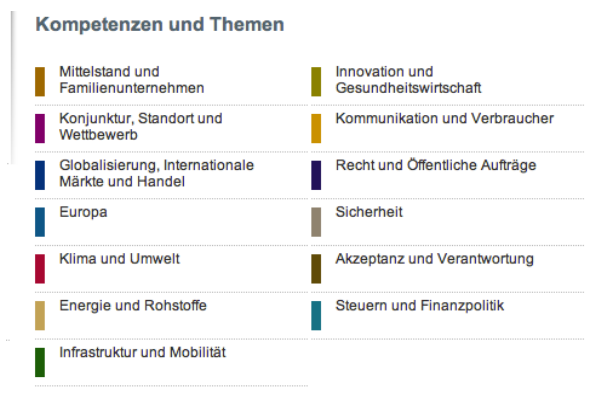 Kompetenzen und Themen
Mittelstand und
Familienunternehmen
Innovation und
Gesundheitswirtschaft
Konjunktur, Standort und
Wettbewerb
Kommunikation und Verbraucher
Globalisierung, Internationale
Märkte und Handel
Recht und Öffentliche Aufträge
Europa
Sicherheit
Klima und Umwelt
Akzeptanz und Verantwortung
Energie und Rohstoffe
Steuern und Finanzpolitik
Infrastruktur und Mobilität